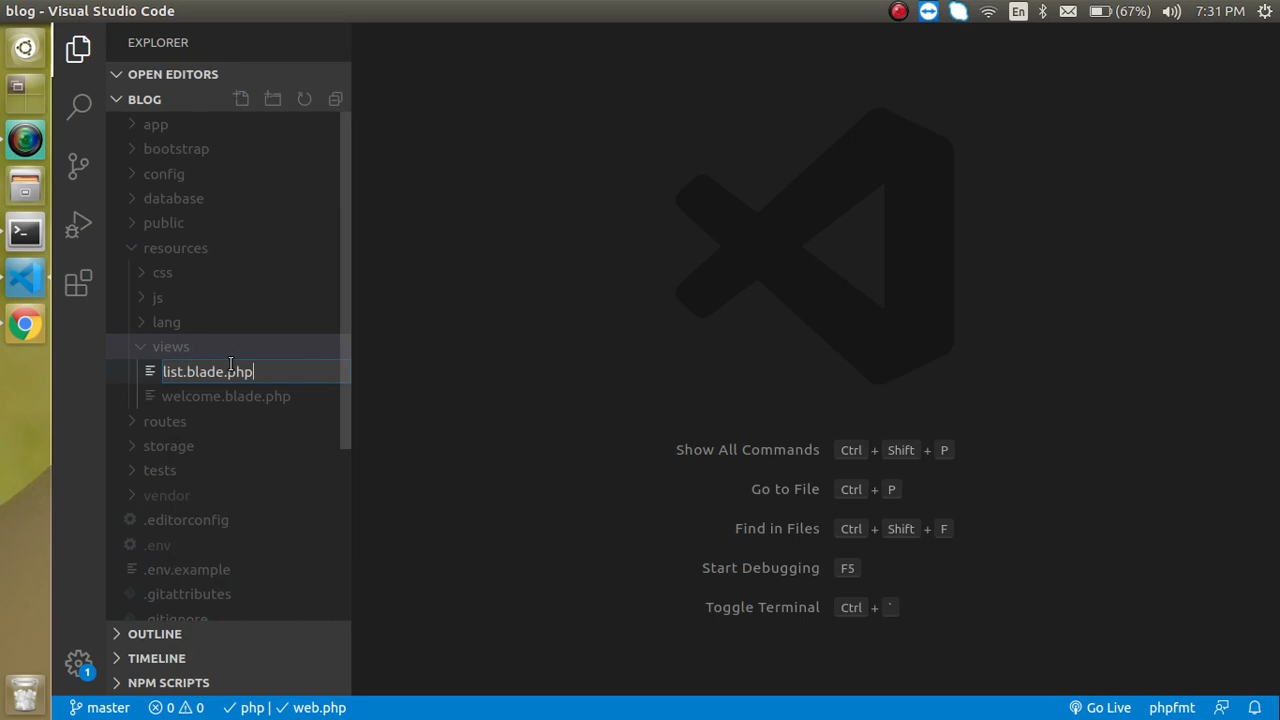 blog - Visual Studio Code
En
(67%)
7:31 PM
EXPLORER
OPEN EDITORS
BLOG
app
bootstrap
config
database
public
resources
css
js
lang
views
list.blade.php
welcome.blade.php
routes
storage
tests
vendor
.editorconfig
.env
.env.example
.gitattributes
.gitignore
OUTLINE
TIMELINE
NPM SCRIPTS
Show All Commands Ctrl + Shift + P
Go to File Ctrl + P
Find in Files Ctrl + Shift + F
Start Debugging F5
Toggle Terminal Ctrl + `
1
master 0 0 php | web.php Go Live phpfmt